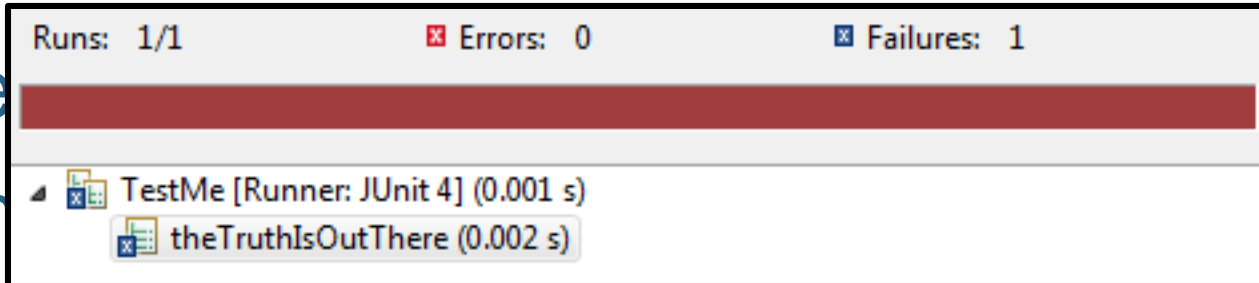 Runs: 1/1 Errors: 0 Failures: 1
TestMe [Runner: JUnit 4] (0.001 s)
theTruthIsOutThere (0.002 s)